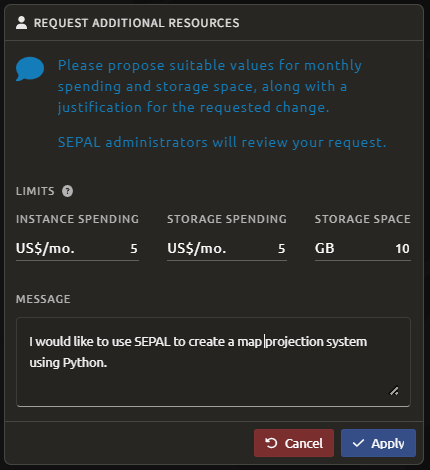 REQUEST ADDITIONAL RESOURCES
Please propose suitable values for monthly
spending and storage space, along with a
justification for the requested change.
SEPAL administrators will review your request.
LIMITS ?
INSTANCE SPENDING STORAGE SPENDING STORAGE SPACE
US$/mo. 5 US$/mo. 5 GB 10
MESSAGE
I would like to use SEPAL to create a map projection system
using Python.
Cancel Apply